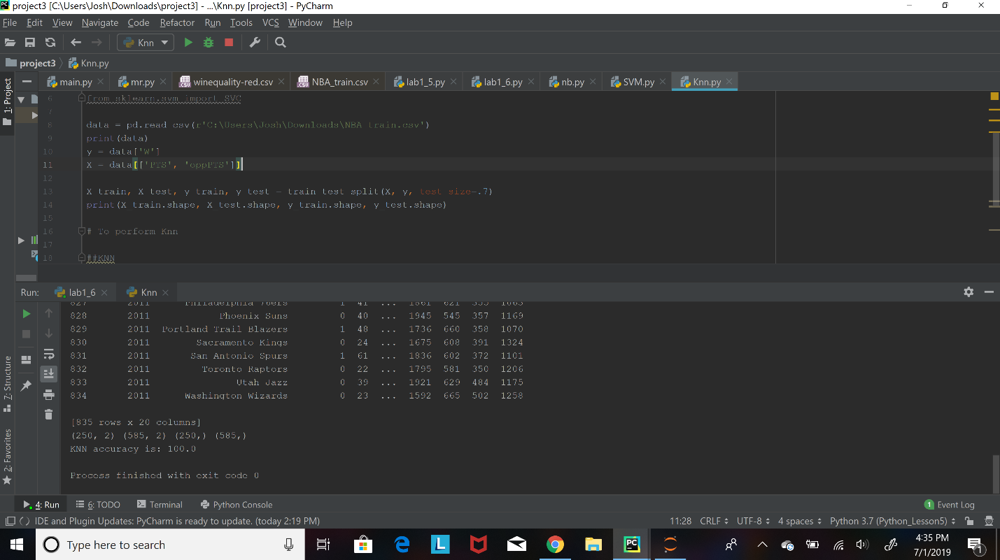 project3 [C:\Users\Josh\Downloads\project3] - ...\Knn.py [project3] - PyCharm
File Edit View Navigate Code Refactor Run Tools VCS Window Help
Knn
project3 Knn.py
main.py mr.py winequality-red.csv NBA_train.csv lab1_5.py lab1_6.py nb.py SVM.py Knn.py
1: Project
6 from sklearn.svm import SVC
7
8 data = pd.read_csv(r'C:\Users\Josh\Downloads\NBA_train.csv')
9 print(data)
10 y = data['W']
11 X = data[['PTS', 'oppPTS']]
12
13 X_train, X_test, y_train, y_test = train_test_split(X, y, test_size=.7)
14 print(X_train.shape, X_test.shape, y_train.shape, y_test.shape)
15
16 # To perform Knn
17
18 ##KNN
Run: lab1_6 Knn
827 2011 Philadelphia 76ers 1 41 ... 1861 621 355 1065
828 2011 Phoenix Suns 0 40 ... 1945 545 357 1169
829 2011 Portland Trail Blazers 1 48 ... 1736 660 358 1070
830 2011 Sacramento Kings 0 24 ... 1675 608 391 1324
831 2011 San Antonio Spurs 1 61 ... 1836 602 372 1101
832 2011 Toronto Raptors 0 22 ... 1795 581 350 1206
833 2011 Utah Jazz 0 39 ... 1921 629 484 1175
834 2011 Washington Wizards 0 23 ... 1592 665 502 1258
[835 rows x 20 columns]
(250, 2) (585, 2) (250,) (585,)
KNN accuracy is: 100.0
Process finished with exit code 0
7: Structure
2: Favorites
4: Run 6: TODO Terminal Python Console 1 Event Log
IDE and Plugin Updates: PyCharm is ready to update. (today 2:19 PM) 11:28 CRLF UTF-8 4 spaces Python 3.7 (Python_Lesson5)
Type here to search
L
PC
4:35 PM
7/1/2019
1